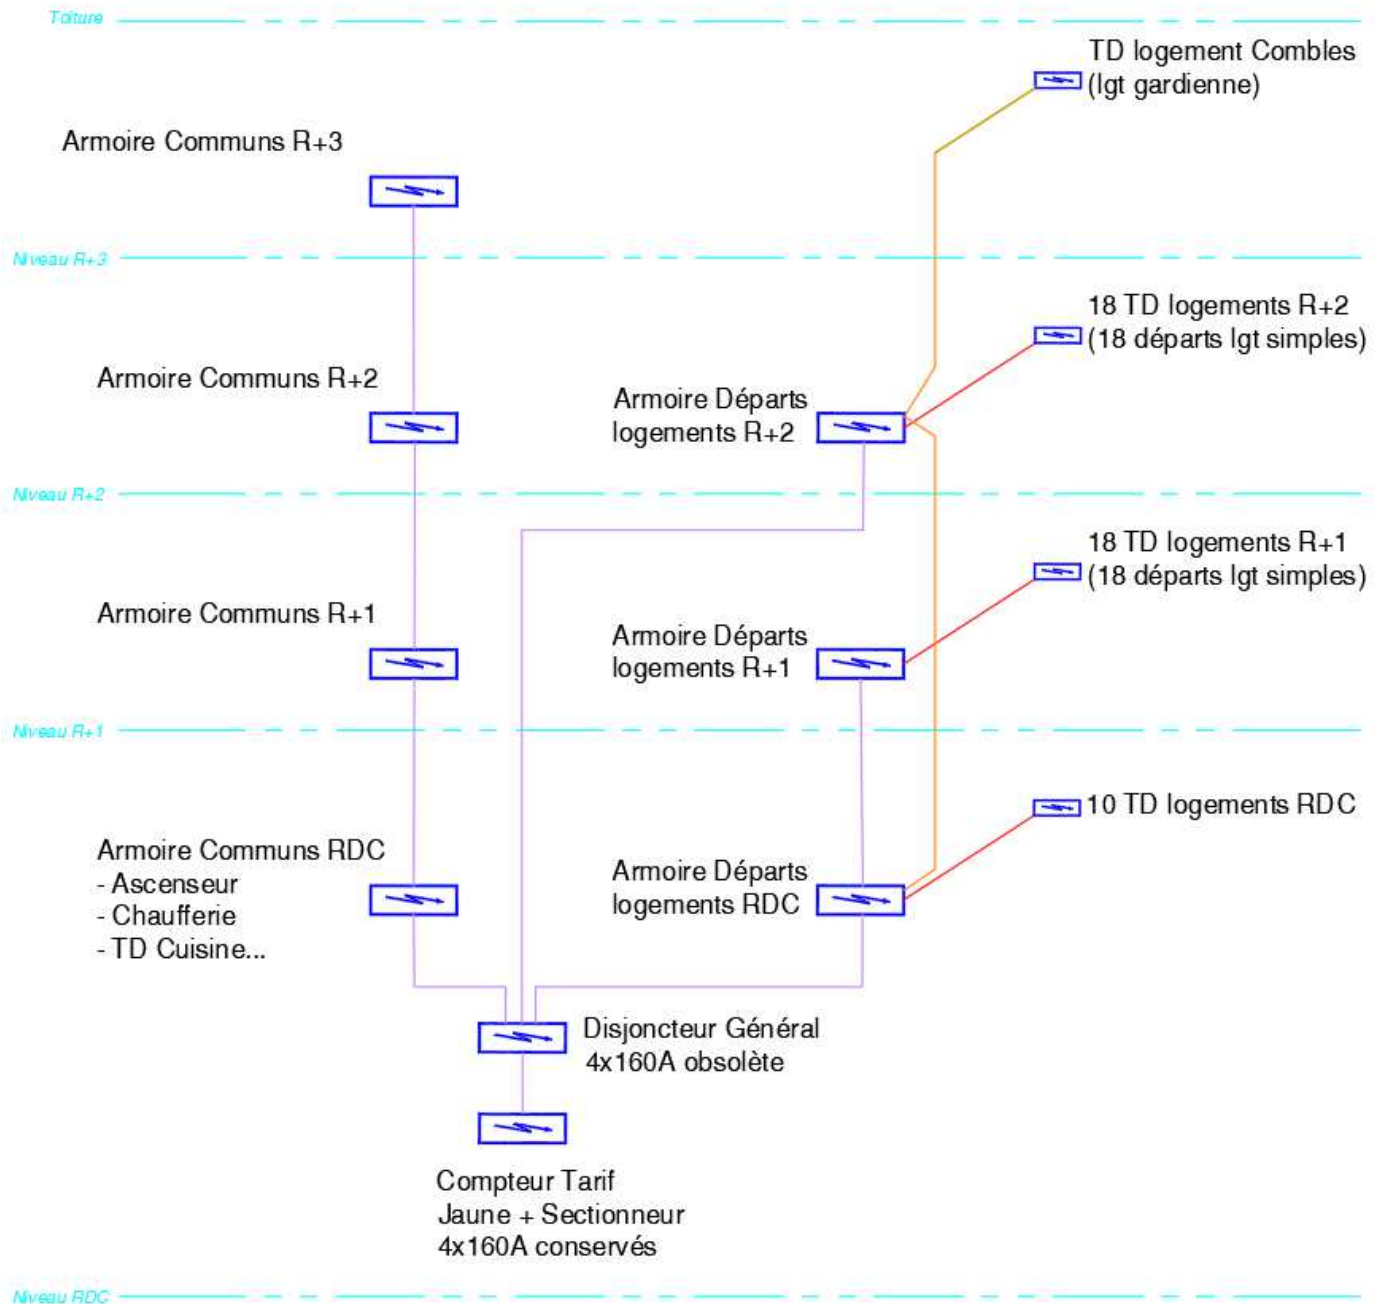 Toiture
TD logement Combles
(lgt gardienne)
Armoire Communs R+3
Niveau R+3
18 TD logements R+2
(18 départs lgt simples)
Armoire Communs R+2
Armoire Départs
logements R+2
Niveau R+2
18 TD logements R+1
(18 départs lgt simples)
Armoire Communs R+1
Armoire Départs
logements R+1
Niveau R+1
10 TD logements RDC
Armoire Communs RDC
- Ascenseur
- Chaufferie
- TD Cuisine...
Armoire Départs
logements RDC
Disjoncteur Général
4x160A obsolète
Compteur Tarif
Jaune + Sectionneur
4x160A conservés
Niveau RDC